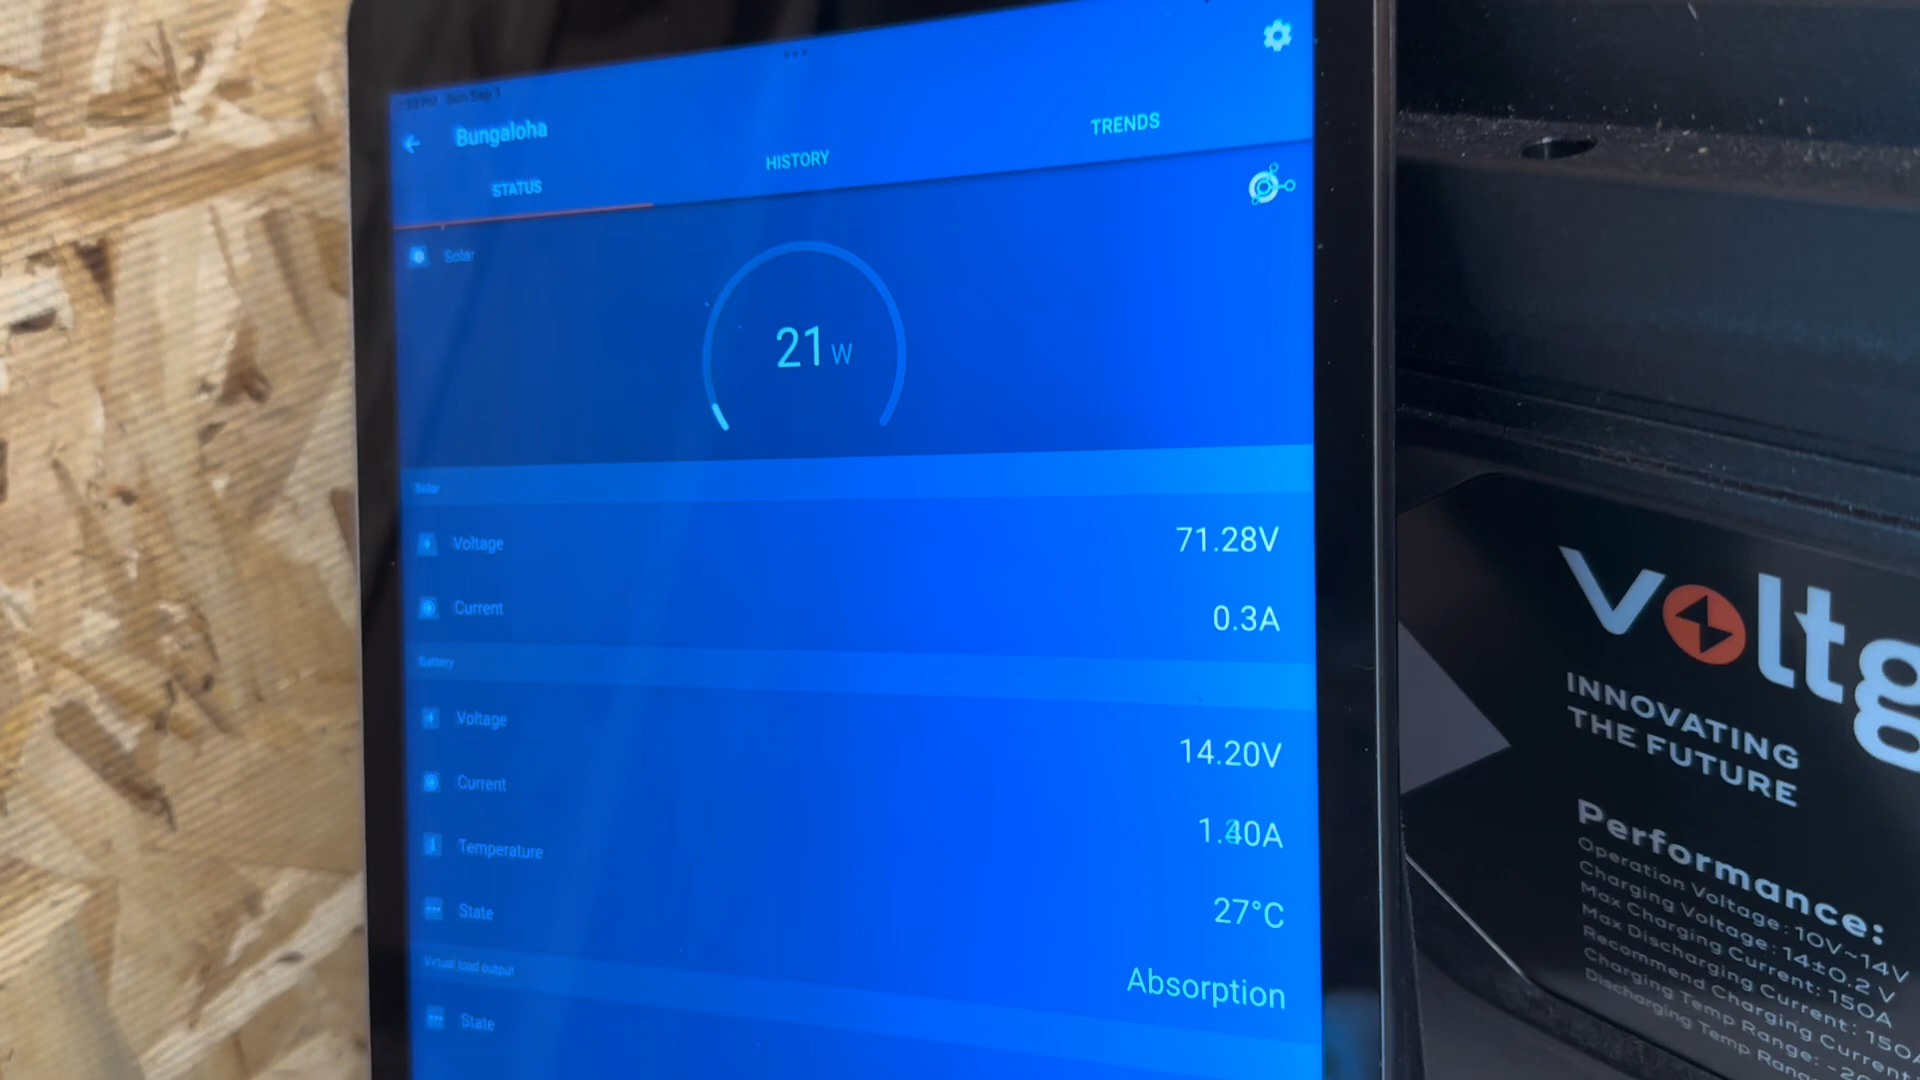 Sun Sep 1
Bungaloha
STATUS
HISTORY
TRENDS
Solar
21 W
Solar
Voltage
71.28V
Current
0.3A
Battery
Voltage
14.20V
Current
Temperature
27°C
State
Absorption
Virtual load output
State
voltg
INNOVATING
THE FUTURE
Performance:
Operation Voltage: 10V~14V
Charging Voltage: 14±0.2 V
Max Charging Current: 150A
Max Discharging Current: 150A
Recommend Charging Current:
Charging Temp Range: -20
Discharging Temp